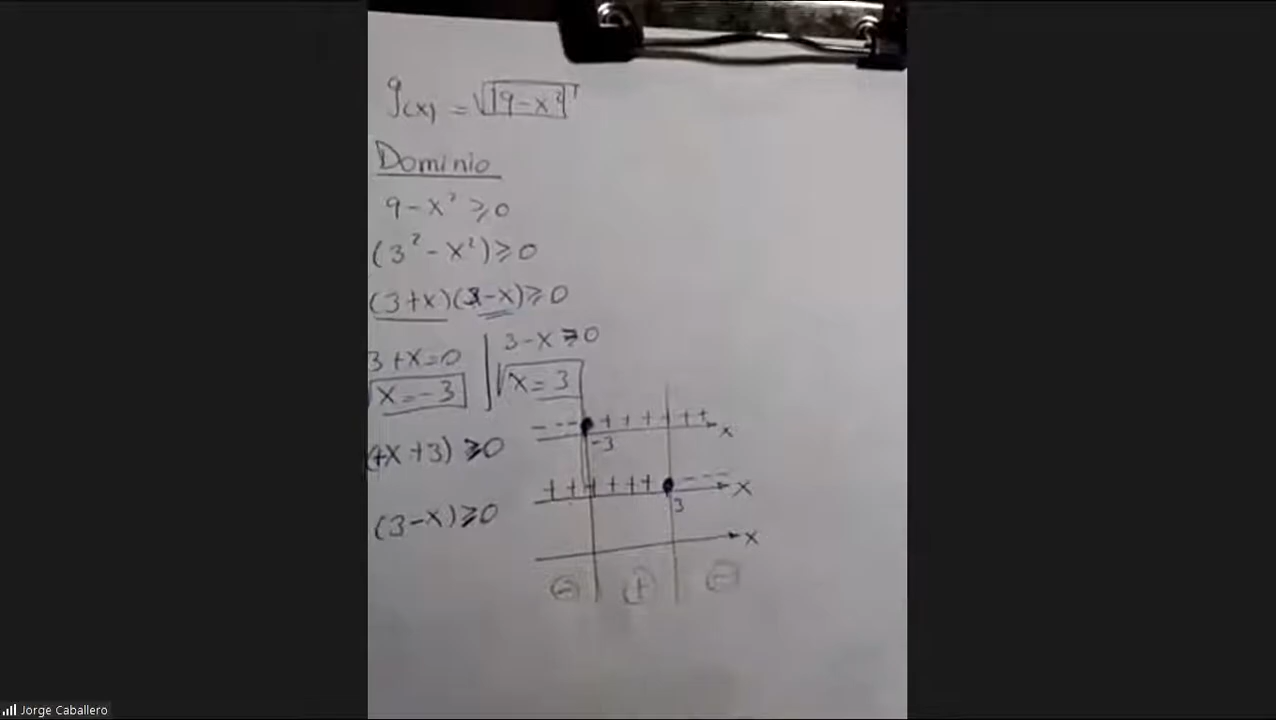 g(x) = √9-x²
Dominio
9-x² ≥0
(3²-x²)≥0
(3+x)(3-x)≥0
3+x=0 | 3-x≥0
x=-3 | x=3
- - - + + + + + + x
-3
(+x+3) ≥0
+ + + + + + - - - x
3
(3-x)≥0
x
- + -
Jorge Caballero